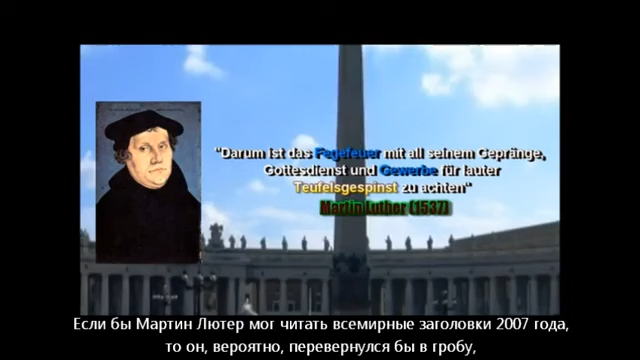 "Darum ist das Fegefeuer mit all seinem Gepränge,
Gottesdienst und Gewerbe für lauter
Teufelsgespinst zu achten"
Martin Luther (1537)
Если бы Мартин Лютер мог читать всемирные заголовки 2007 года,
то он, вероятно, перевернулся бы в гробу,